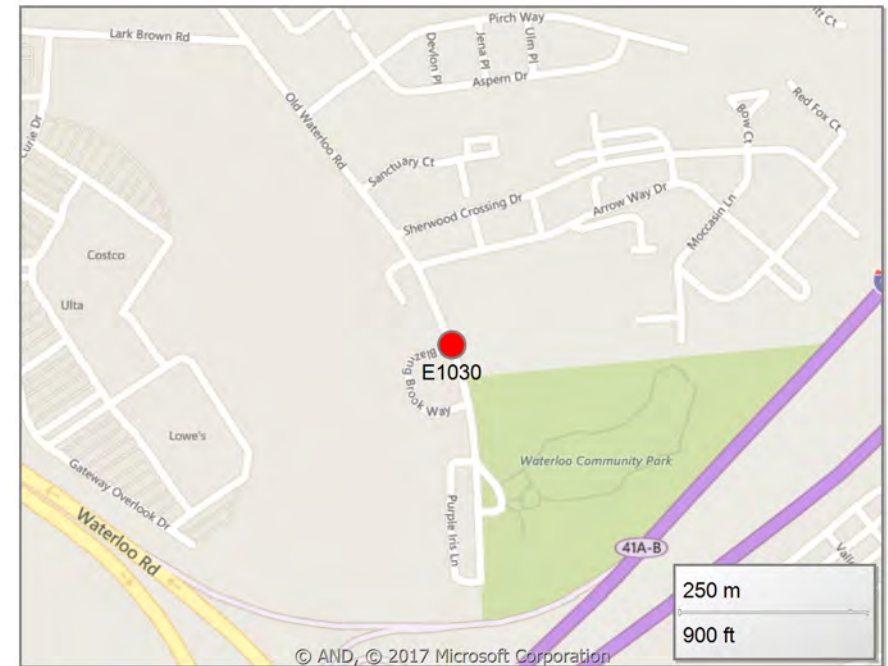 Pirch Way
Lark Brown Rd
Devlon Pl
Jena Pl
Ulm Pl
Aspern Dr
Old Waterloo Rd
Red Fox Ct
Bow Ct
Curie Dr
Sanctuary Ct
Sherwood Crossing Dr
Arrow Way Dr
Moccasin Ln
Costco
Ulta
Blazing Brook Way
E1030
Lowe's
Waterloo Community Park
Gateway Overlook Dr
Waterloo Rd
Purple Iris Ln
41A-B
Valle
250 m
900 ft
© AND, © 2017 Microsoft Corporation